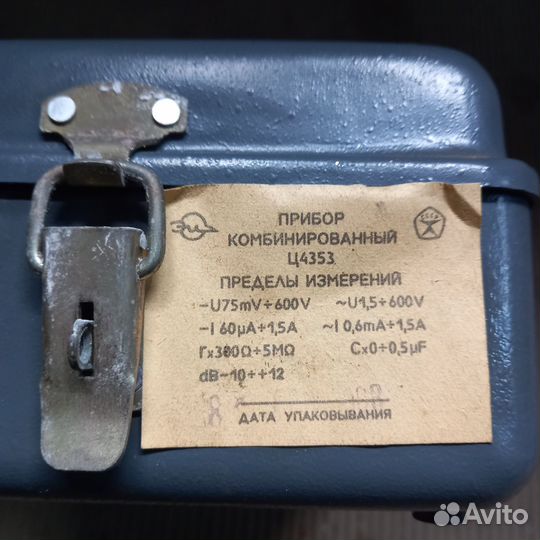 ПРИБОР
КОМБИНИРОВАННЫЙ
Ц4353
ПРЕДЕЛЫ ИЗМЕРЕНИЙ
-U75mV÷600V ~U1,5÷600V
-I 60µA÷1,5A ~I 0,6mA÷1,5A
Гx300Ω÷5MΩ Cx0÷0,5µF
dB-10÷+12
ДАТА УПАКОВЫВАНИЯ
Avito